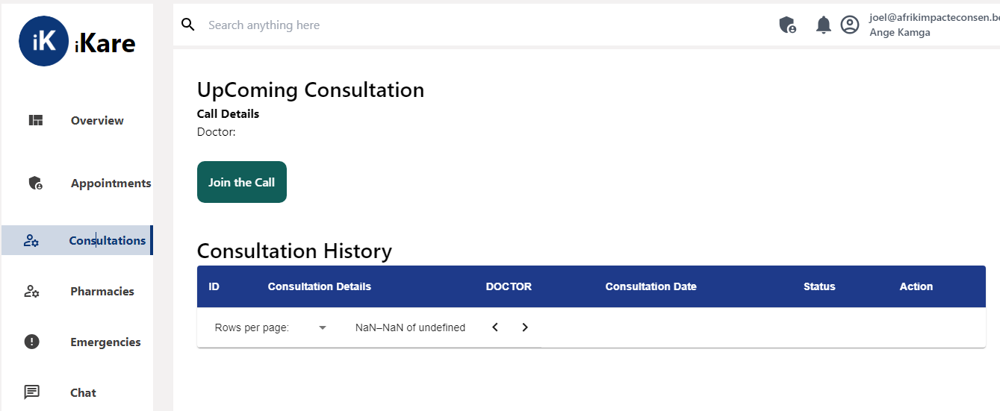 iK iKare
Search anything here
joel@afrikimpacteconsen.be
Ange Kamga
Overview
Appointments
Consultations
Pharmacies
Emergencies
Chat
UpComing Consultation
Call Details
Doctor:
Join the Call
Consultation History
ID Consultation Details DOCTOR Consultation Date Status Action
Rows per page: NaN–NaN of undefined